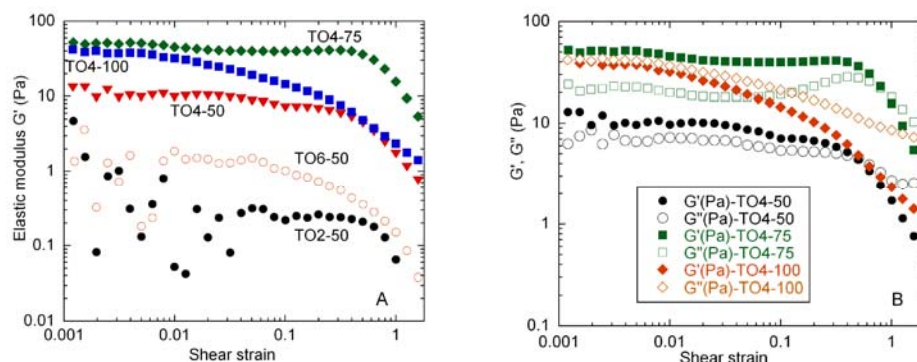 100
10
1
0.1
0.01
0.001
0.01
0.1
1
Elastic modulus G' (Pa)
Shear strain
TO4-75
TO4-100
TO4-50
TO6-50
TO2-50
A
100
10
1
0.1
0.001
0.01
0.1
1
G', G'' (Pa)
Shear strain
G'(Pa)-TO4-50
G''(Pa)-TO4-50
G'(Pa)-TO4-75
G''(Pa)-TO4-75
G'(Pa)-TO4-100
G''(Pa)-TO4-100
B